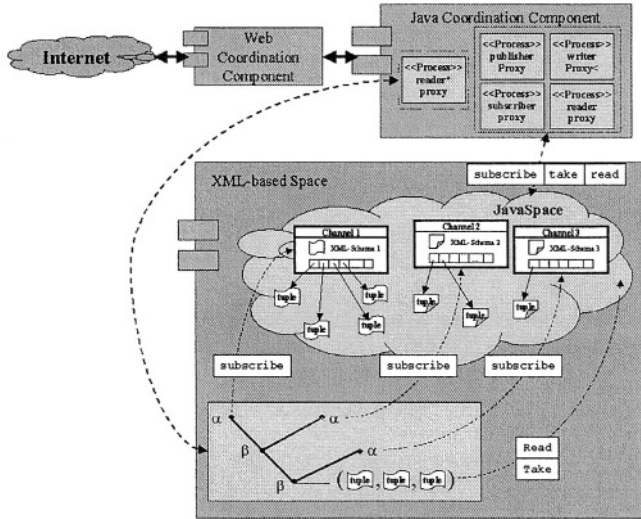 Java Coordination Component
Internet
Web
Coordination
Component
<<Process>>
reader*
proxy
<<Process>>
publisher
Proxy
<<Process>>
writer
Proxy<
<<Process>>
subscriber
proxy
<<Process>>
reader
proxy
subscribe take read
XML-based Space
JavaSpace
Channel 1
XML-Schema 1
Channel 2
XML-Schema 2
Channel 3
XML-Schema 3
tuple
tuple
tuple
tuple
tuple
tuple
tuple
subscribe
subscribe
subscribe
α
α
β
α
β
( tuple , tuple , tuple )
Read
Take